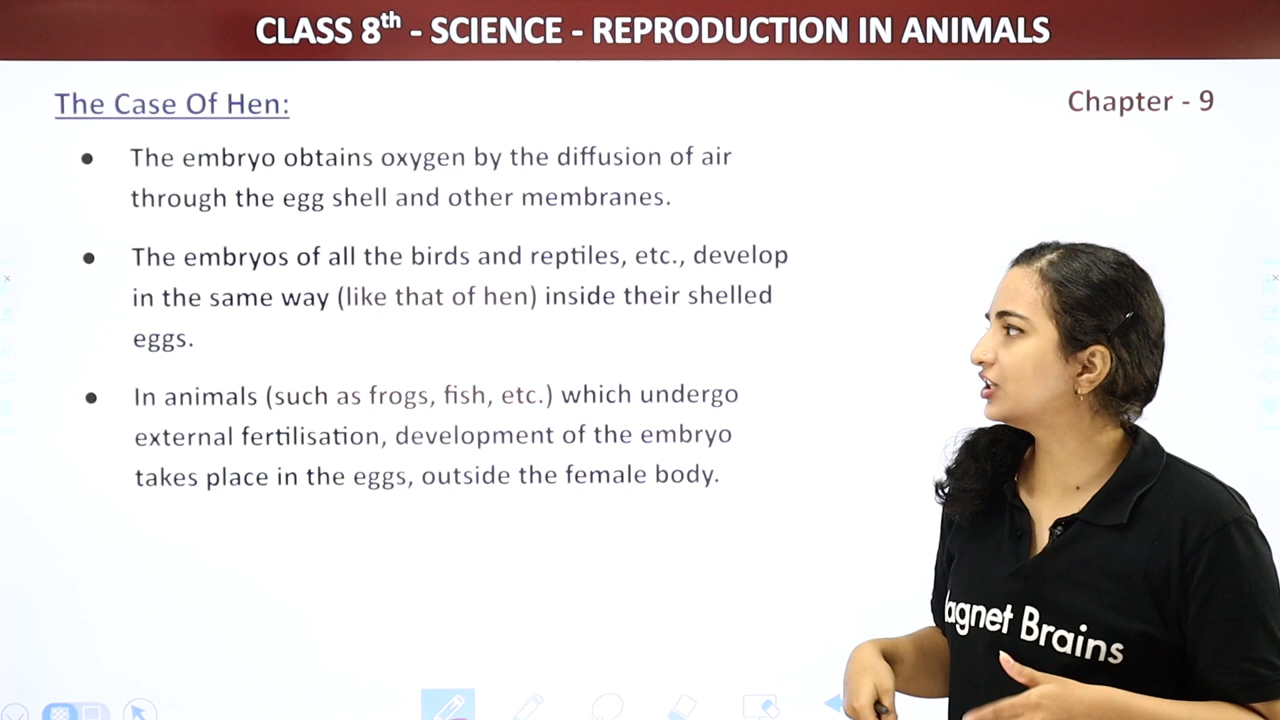 CLASS 8th - SCIENCE - REPRODUCTION IN ANIMALS
The Case Of Hen:
Chapter - 9
● The embryo obtains oxygen by the diffusion of air
through the egg shell and other membranes.
● The embryos of all the birds and reptiles, etc., develop
in the same way (like that of hen) inside their shelled
eggs.
● In animals (such as frogs, fish, etc.) which undergo
external fertilisation, development of the embryo
takes place in the eggs, outside the female body.
agnet Brains